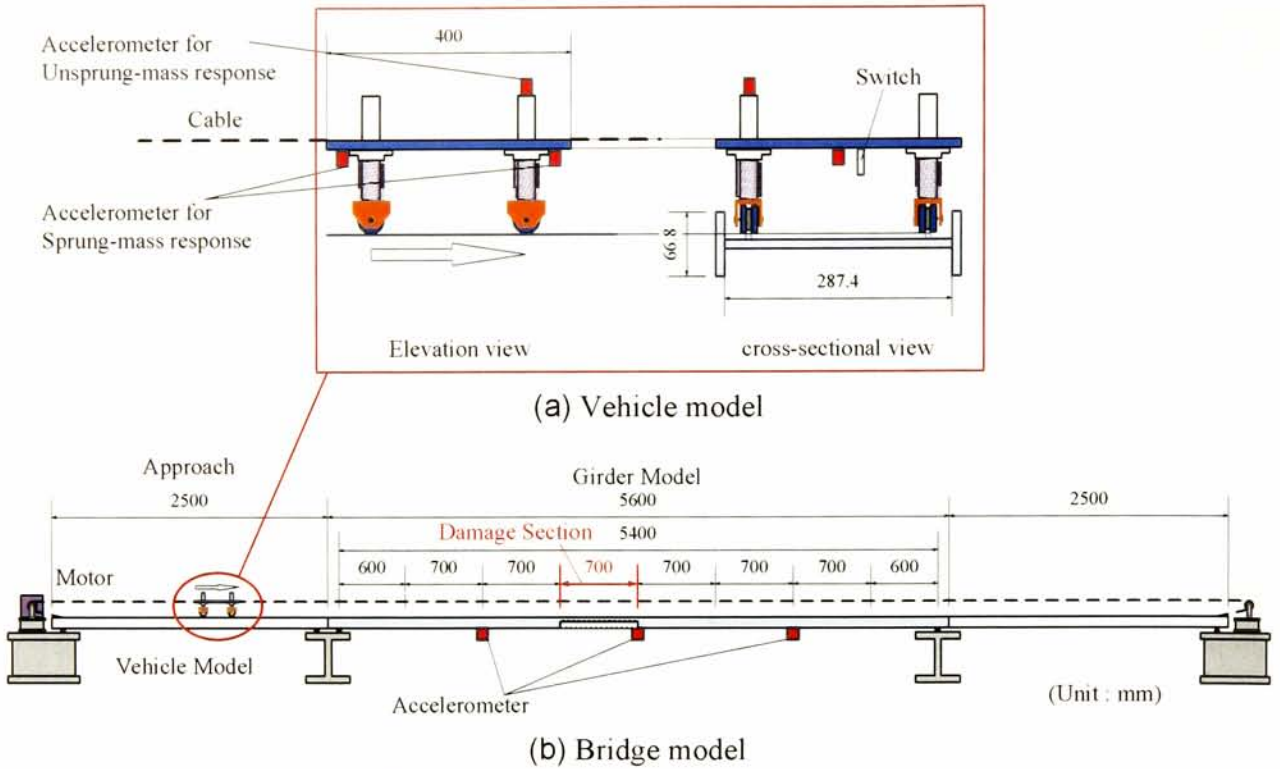 Accelerometer for
Unsprung-mass response
400
Switch
Cable
Accelerometer for
Sprung-mass response
66.8
287.4
Elevation view
cross-sectional view
(a) Vehicle model
Approach
Girder Model
2500
5600
2500
Damage Section
5400
600
700
700
700
700
700
700
600
Motor
Vehicle Model
Accelerometer
(Unit : mm)
(b) Bridge model